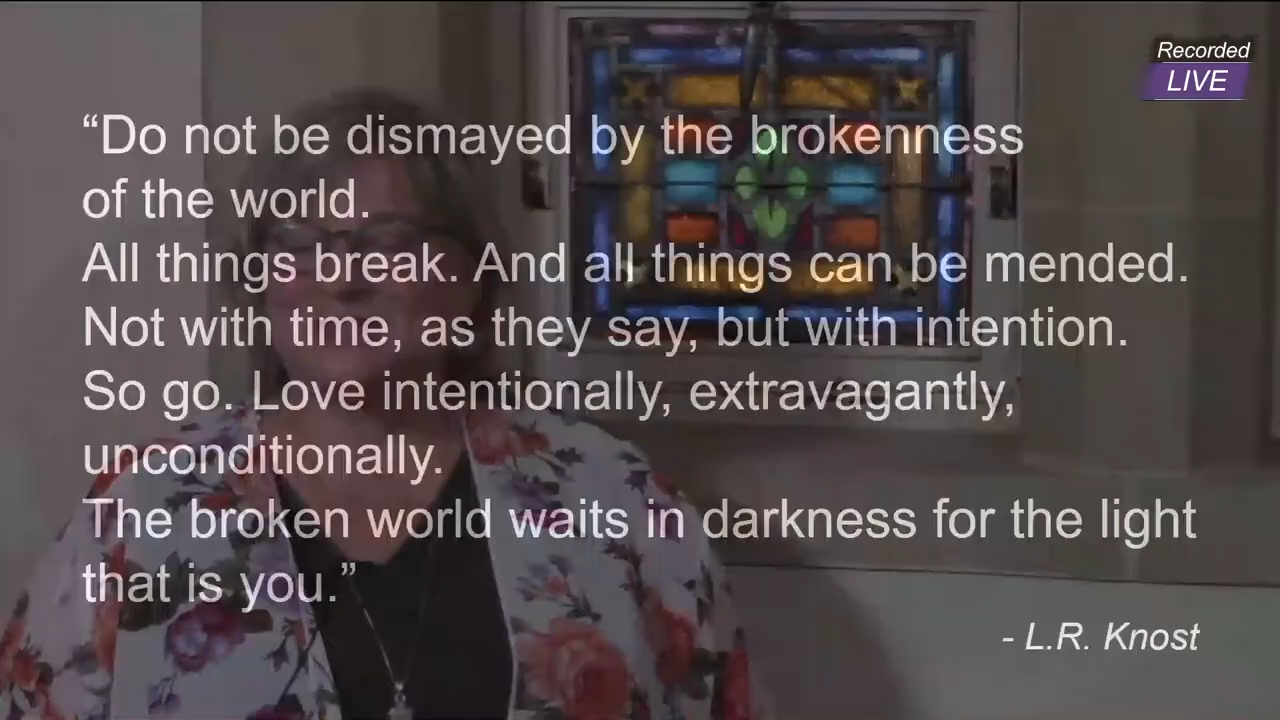 Recorded
LIVE
“Do not be dismayed by the brokenness
of the world.
All things break. And all things can be mended.
Not with time, as they say, but with intention.
So go. Love intentionally, extravagantly,
unconditionally.
The broken world waits in darkness for the light
that is you.”
- L.R. Knost